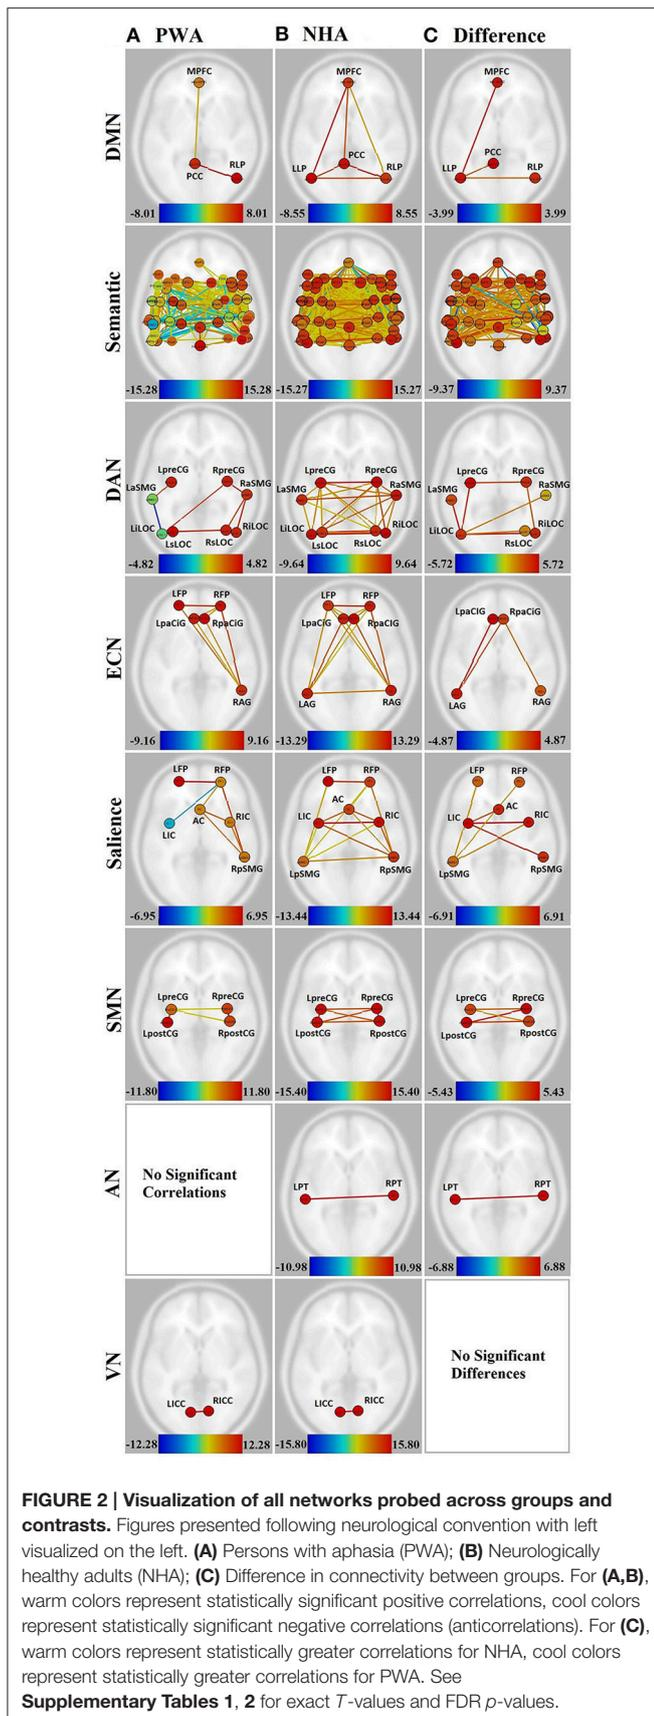 A PWA B NHA C Difference
DMN
MPFC MPFC MPFC
PCC RLP LLP PCC RLP LLP PCC RLP
-8.01 8.01 -8.55 8.55 -3.99 3.99
Semantic
-15.28 15.28 -15.27 15.27 -9.37 9.37
DAN
LpreCG RpreCG LpreCG RpreCG LpreCG RpreCG
LaSMG RaSMG LaSMG RaSMG LaSMG RaSMG
LiLOC RiLOC LiLOC RiLOC LiLOC RiLOC
LsLOC RsLOC LsLOC RsLOC RsLOC
-4.82 4.82 -9.64 9.64 -5.72 5.72
ECN
LFP RFP LFP RFP
LpaCiG RpaCiG LpaCIG RpaCIG LpaCIG RpaCIG
RAG LAG RAG LAG RAG
-9.16 9.16 -13.29 13.29 -4.87 4.87
Salience
LFP RFP LFP RFP LFP RFP
AC RIC AC AC
LIC LIC RIC LIC RIC
RpSMG LpSMG RpSMG LpSMG RpSMG
-6.95 6.95 -13.44 13.44 -6.91 6.91
SMN
LpreCG RpreCG LpreCG RpreCG LpreCG RpreCG
LpostCG RpostCG LpostCG RpostCG LpostCG RpostCG
-11.80 11.80 -15.40 15.40 -5.43 5.43
AN
No Significant
Correlations
LPT RPT LPT RPT
-10.98 10.98 -6.88 6.88
VN
LICC RICC LICC RICC
No Significant
Differences
-12.28 12.28 -15.80 15.80
FIGURE 2 | Visualization of all networks probed across groups and
contrasts. Figures presented following neurological convention with left
visualized on the left. (A) Persons with aphasia (PWA); (B) Neurologically
healthy adults (NHA); (C) Difference in connectivity between groups. For (A,B),
warm colors represent statistically significant positive correlations, cool colors
represent statistically significant negative correlations (anticorrelations). For (C),
warm colors represent statistically greater correlations for NHA, cool colors
represent statistically greater correlations for PWA. See
Supplementary Tables 1, 2 for exact T-values and FDR p-values.